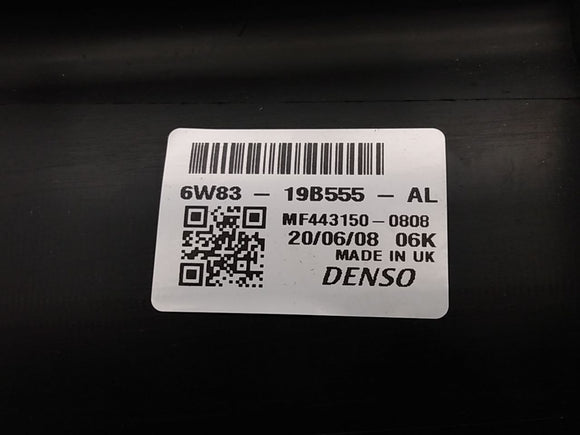 6W83 - 19B555 - AL
MF443150-0808
20/06/08 06K
MADE IN UK
DENSO